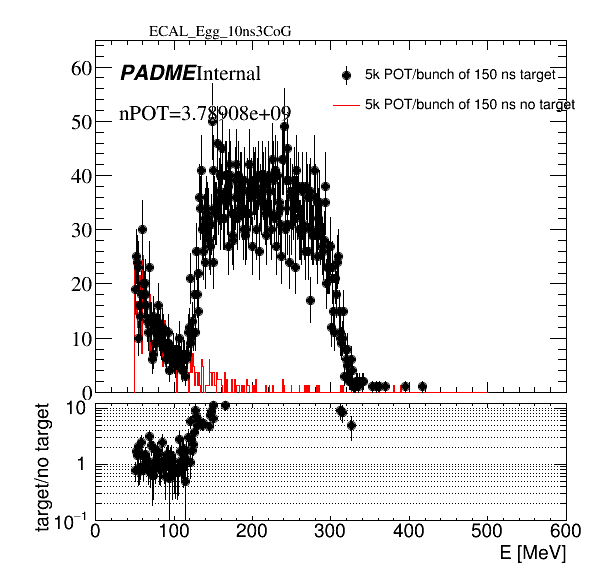 ECAL_Egg_10ns3CoG
PADME Internal
5k POT/bunch of 150 ns target
5k POT/bunch of 150 ns no target
nPOT=3.78908e+09
60
50
40
30
20
10
0
target/no target
10
1
10⁻¹
0 100 200 300 400 500 600
E [MeV]